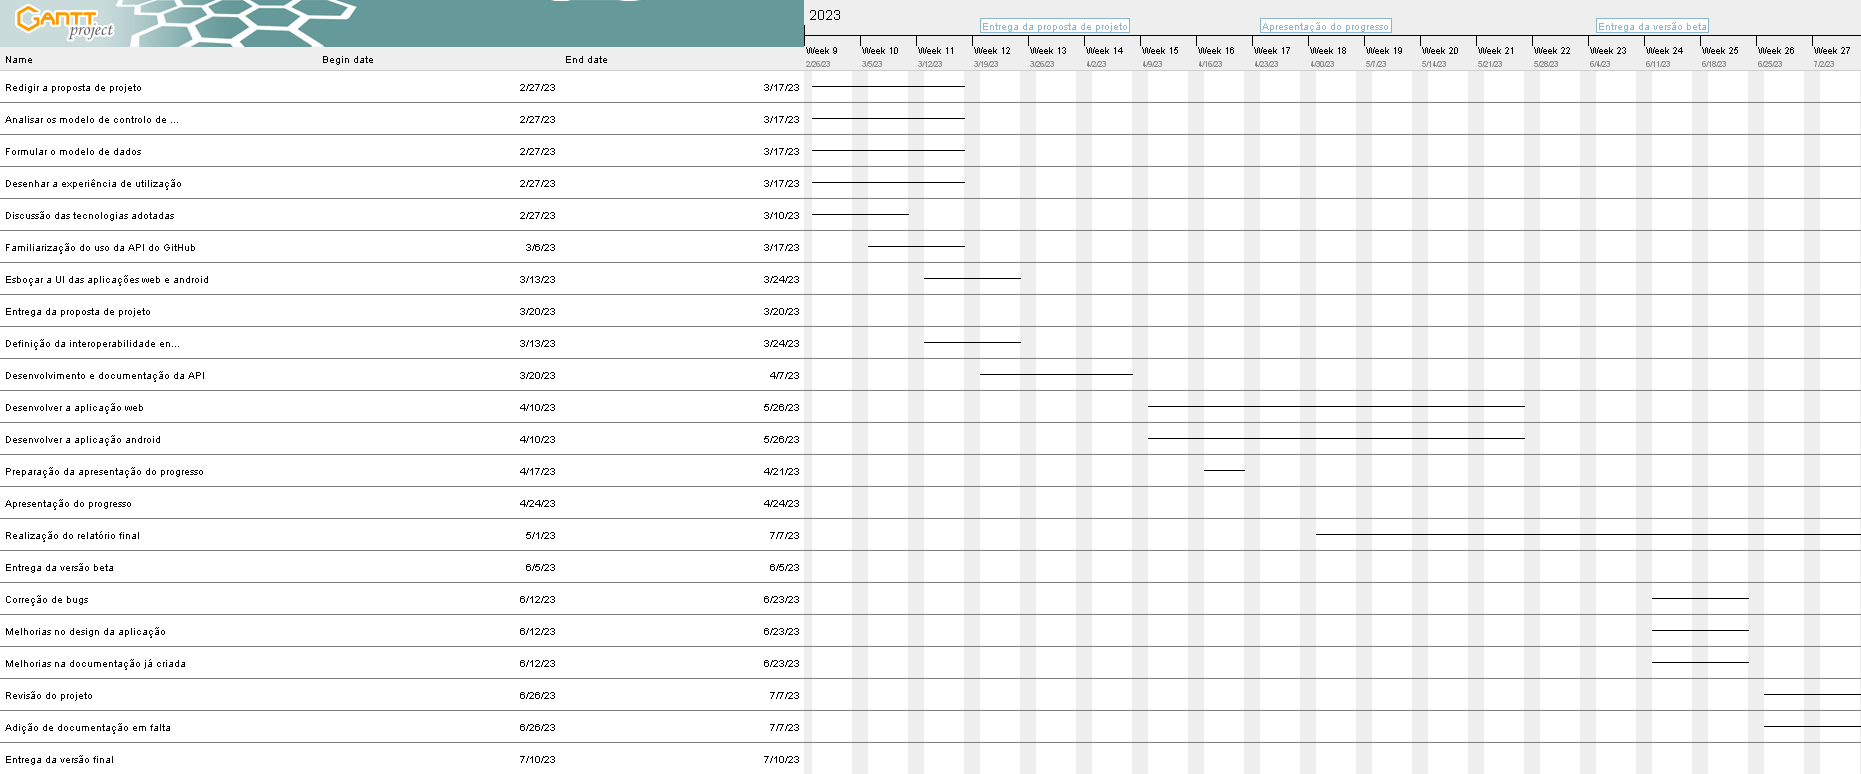 GANTT project
2023
Entrega da proposta de projeto Apresentação do progresso Entrega da versão beta
Week 9 Week 10 Week 11 Week 12 Week 13 Week 14 Week 15 Week 16 Week 17 Week 18 Week 19 Week 20 Week 21 Week 22 Week 23 Week 24 Week 25 Week 26 Week 27
Name Begin date End date
2/26/23 3/5/23 3/12/23 3/19/23 3/26/23 4/2/23 4/9/23 4/16/23 4/23/23 4/30/23 5/7/23 5/14/23 5/21/23 5/28/23 6/4/23 6/11/23 6/18/23 6/25/23 7/2/23
Redigir a proposta de projeto 2/27/23 3/17/23
Analisar os modelo de controlo de ... 2/27/23 3/17/23
Formular o modelo de dados 2/27/23 3/17/23
Desenhar a experiência de utilização 2/27/23 3/17/23
Discussão das tecnologias adotadas 2/27/23 3/10/23
Familiarização do uso da API do GitHub 3/6/23 3/17/23
Esboçar a UI das aplicações web e android 3/13/23 3/24/23
Entrega da proposta de projeto 3/20/23 3/20/23
Definição da interoperabilidade en... 3/13/23 3/24/23
Desenvolvimento e documentação da API 3/20/23 4/7/23
Desenvolver a aplicação web 4/10/23 5/26/23
Desenvolver a aplicação android 4/10/23 5/26/23
Preparação da apresentação do progresso 4/17/23 4/21/23
Apresentação do progresso 4/24/23 4/24/23
Realização do relatório final 5/1/23 7/7/23
Entrega da versão beta 6/5/23 6/5/23
Correção de bugs 6/12/23 6/23/23
Melhorias no design da aplicação 6/12/23 6/23/23
Melhorias na documentação já criada 6/12/23 6/23/23
Revisão do projeto 6/26/23 7/7/23
Adição de documentação em falta 6/26/23 7/7/23
Entrega da versão final 7/10/23 7/10/23